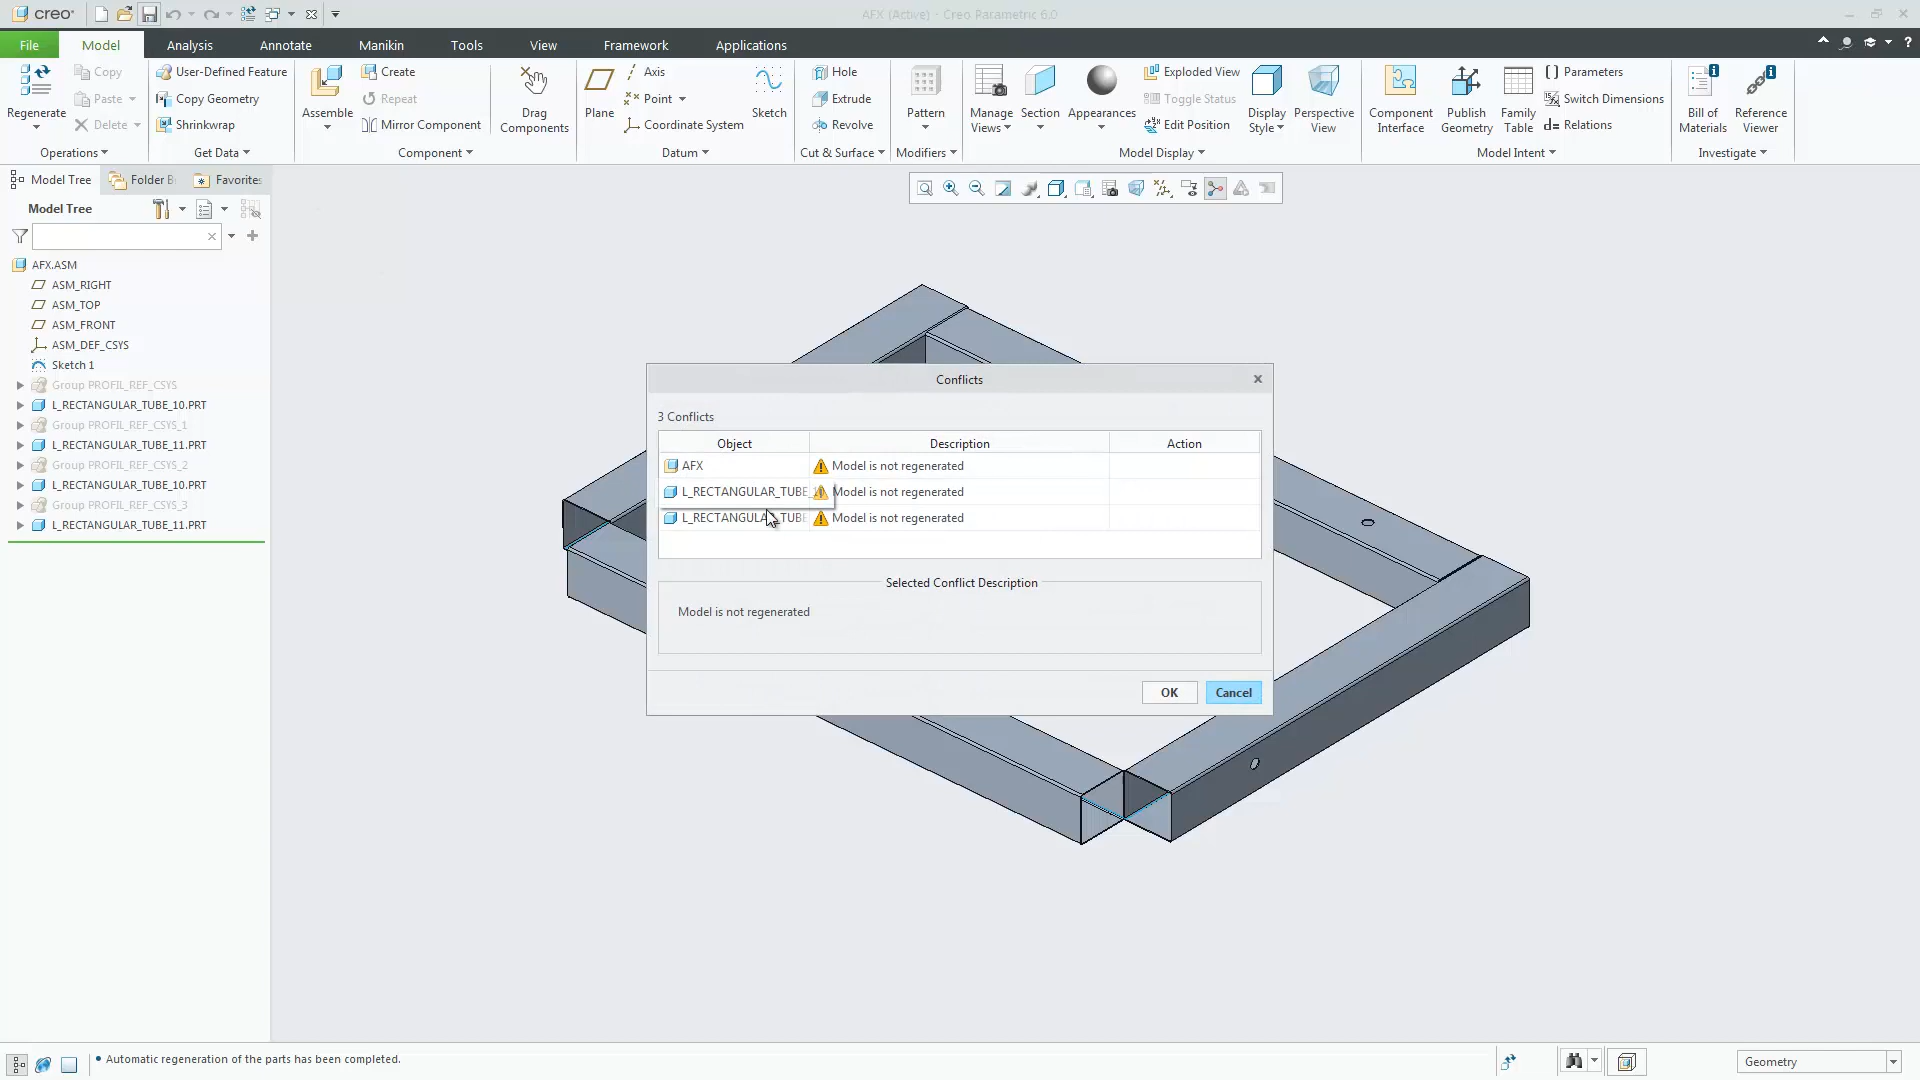 creo
AFX (Active) - Creo Parametric 6.0
File Model Analysis Annotate Manikin Tools View Framework Applications
Regenerate
Copy
Paste
Delete
Operations
User-Defined Feature
Copy Geometry
Shrinkwrap
Get Data
Assemble
Create
Repeat
Mirror Component
Drag Components
Component
Plane
Axis
Point
Coordinate System
Sketch
Datum
Hole
Extrude
Revolve
Cut & Surface
Pattern
Modifiers
Manage Views
Section
Appearances
Exploded View
Toggle Status
Edit Position
Display Style
Perspective View
Model Display
Component Interface
Publish Geometry
Family Table
Parameters
Switch Dimensions
Relations
Model Intent
Bill of Materials
Reference Viewer
Investigate
Model Tree Folder B Favorites
Model Tree
AFX.ASM
ASM_RIGHT
ASM_TOP
ASM_FRONT
ASM_DEF_CSYS
Sketch 1
Group PROFIL_REF_CSYS
L_RECTANGULAR_TUBE_10.PRT
Group PROFIL_REF_CSYS_1
L_RECTANGULAR_TUBE_11.PRT
Group PROFIL_REF_CSYS_2
L_RECTANGULAR_TUBE_10.PRT
Group PROFIL_REF_CSYS_3
L_RECTANGULAR_TUBE_11.PRT
Conflicts
3 Conflicts
Object Description Action
AFX Model is not regenerated
L_RECTANGULAR_TUBE_ Model is not regenerated
L_RECTANGULAR_TUBE Model is not regenerated
Selected Conflict Description
Model is not regenerated
OK Cancel
• Automatic regeneration of the parts has been completed.
Geometry